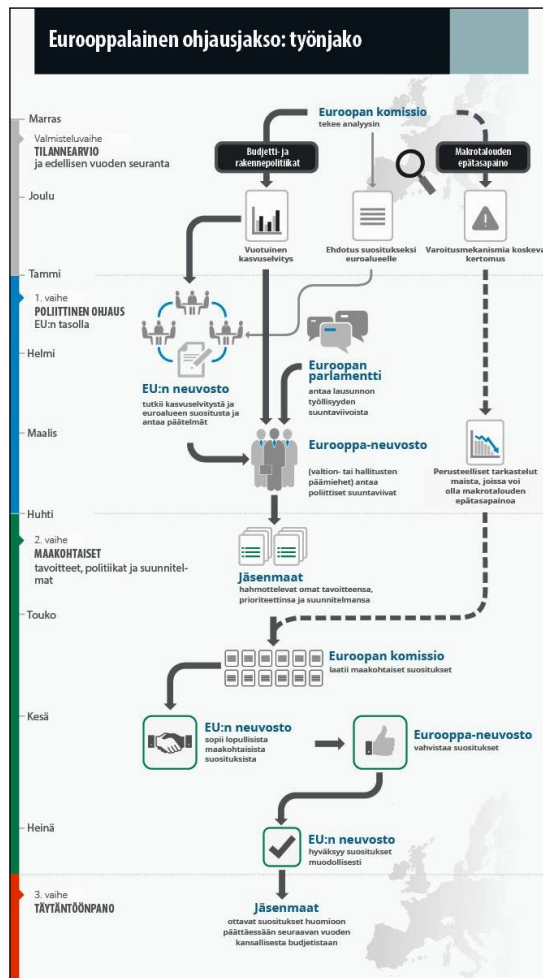 Eurooppalainen ohjausjakso: työnjako
Marras
Valmisteluvaihe
TILANNEARVIO
ja edellisen vuoden seuranta
Euroopan komissio
tekee analyysin
Budjetti- ja
rakennepolitiikat
Makrotalouden
epätasapaino
Joulu
Vuotuinen
kasvuselvitys
Ehdotus suositukseksi
euroalueelle
Varoitusmekanismia koskeva
kertomus
Tammi
1. vaihe
POLIITTINEN OHJAUS
EU:n tasolla
Helmi
EU:n neuvosto
tutkii kasvuselvitystä ja
euroalueen suositusta ja
antaa päätelmät
Euroopan
parlamentti
antaa lausunnon
työllisyyden
suuntaviivoista
Maalis
Eurooppa-neuvosto
(valtion- tai hallitusten
päämiehet) antaa
poliittiset suuntaviivat
Perusteelliset tarkastelut
maista, joissa voi
olla makrotalouden
epätasapainoa
Huhti
2. vaihe
MAAKOHTAISET
tavoitteet, politiikat ja suunnitel-
mat
Jäsenmaat
hahmottelevat omat tavoitteensa,
prioriteettinsa ja suunnitelmansa
Touko
Euroopan komissio
laatii maakohtaiset suositukset
Kesä
EU:n neuvosto
sopii lopullisista
maakohtaisista
suosituksista
Eurooppa-neuvosto
vahvistaa suositukset
Heinä
EU:n neuvosto
hyväksyy suositukset
muodollisesti
3. vaihe
TÄYTÄNTÖÖNPANO
Jäsenmaat
ottavat suositukset huomioon
päättäessään seuraavan vuoden
kansallisesta budjetistaan